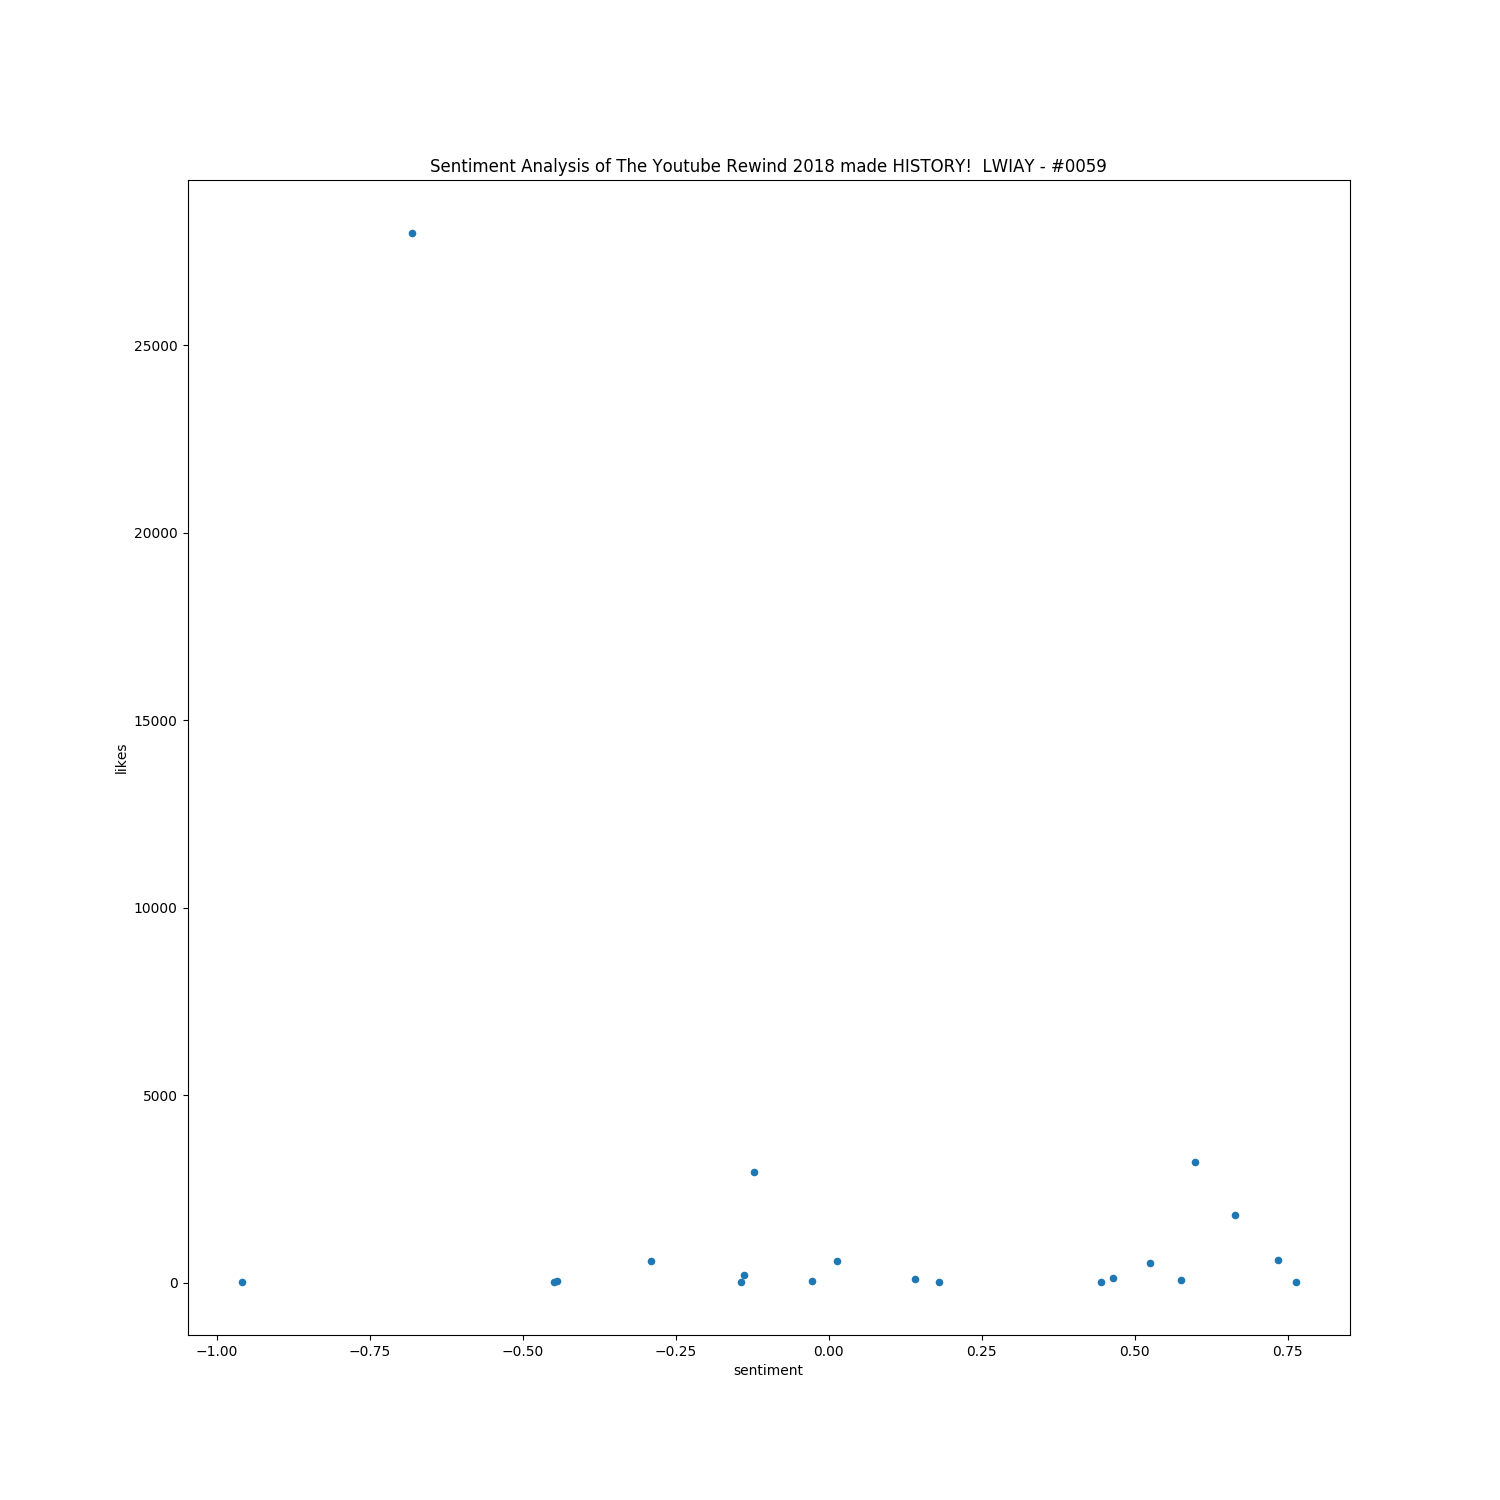 Sentiment Analysis of The Youtube Rewind 2018 made HISTORY!  LWIAY - #0059
25000
20000
15000
10000
5000
0
likes
−1.00 −0.75 −0.50 −0.25 0.00 0.25 0.50 0.75
sentiment